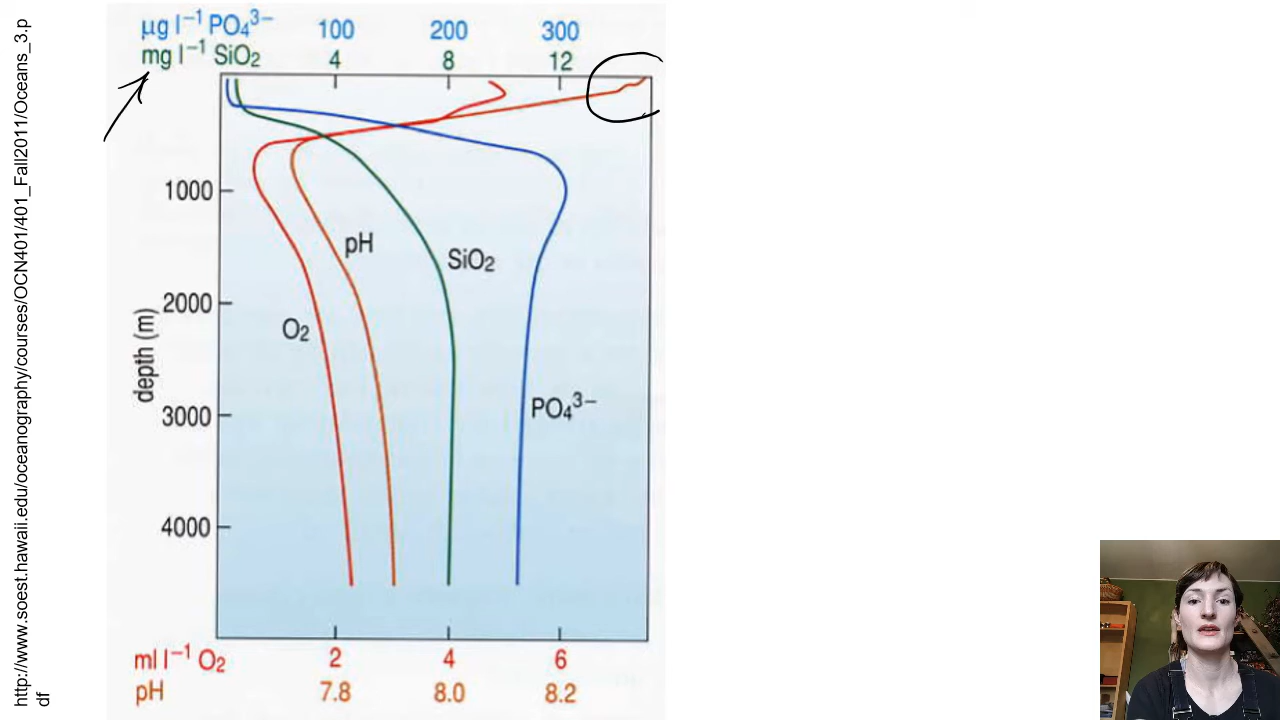 http://www.soest.hawaii.edu/oceanography/courses/OCN401/401_Fall2011/Oceans_3.p
df
µg l⁻¹ PO₄³⁻ 100 200 300
mg l⁻¹ SiO₂ 4 8 12
1000
pH
SiO₂
2000
O₂
depth (m)
PO₄³⁻
3000
4000
ml l⁻¹ O₂ 2 4 6
pH 7.8 8.0 8.2